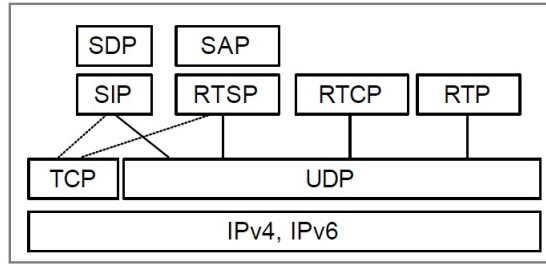 SDP SAP
SIP RTSP RTCP RTP
TCP UDP
IPv4, IPv6